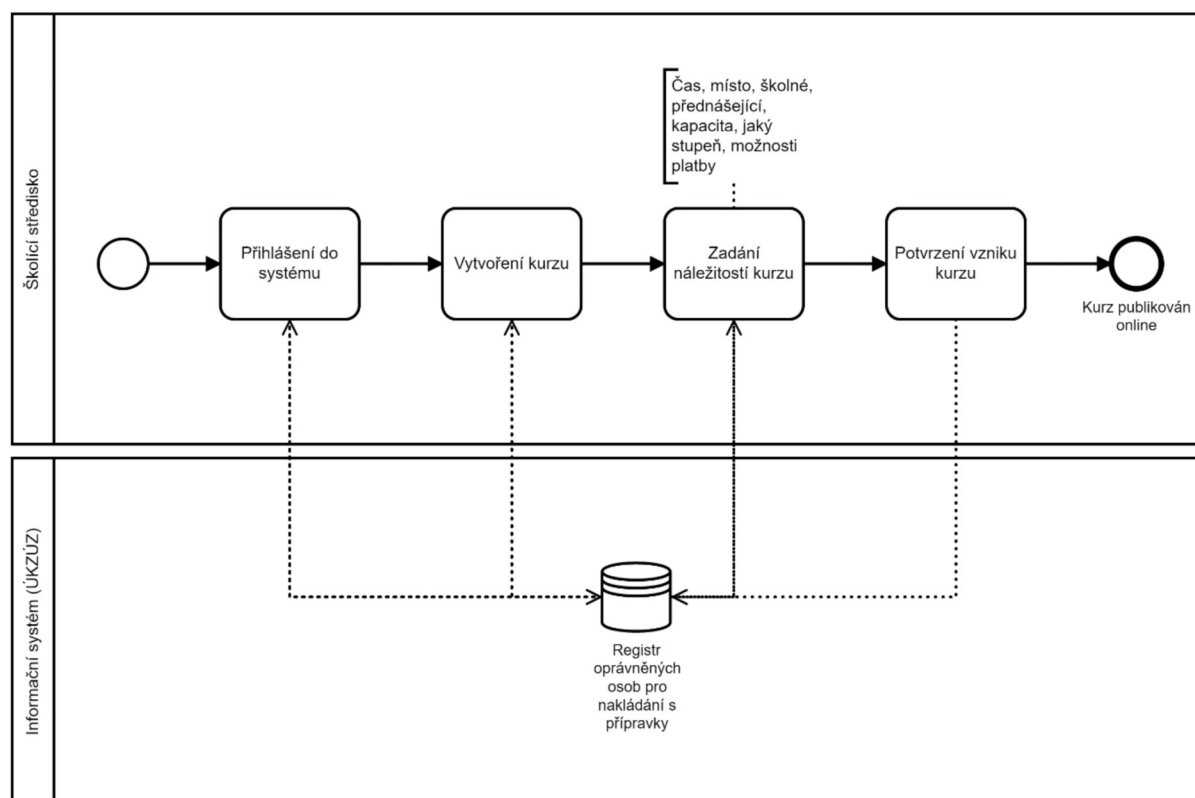 Školící středisko
Čas, místo, školné,
přednášející,
kapacita, jaký
stupeň, možnosti
platby
Přihlášení do
systému
Vytvoření kurzu
Zadání
náležitostí kurzu
Potvrzení vzniku
kurzu
Kurz publikován
online
Informační systém (ÚKZÚZ)
Registr
oprávněných
osob pro
nakládání s
přípravky